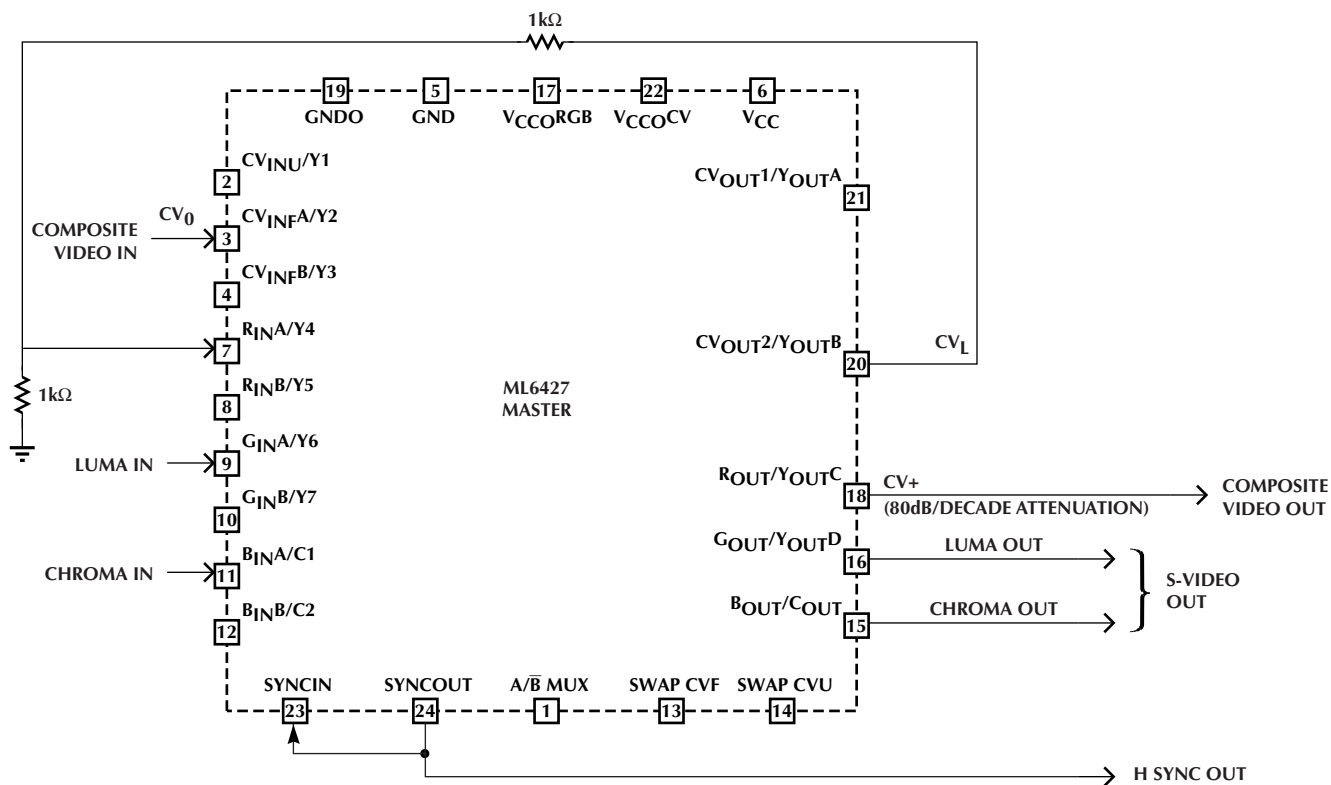 1kΩ
19 5 17 22 6
GNDO GND VCCORGB VCCOCV VCC
CVINU/Y1
2
CVOUT1/YOUTA
21
CV0
CVINFA/Y2
COMPOSITE
VIDEO IN
3
CVINFB/Y3
4
RINA/Y4
7
CVOUT2/YOUTB
CVL
20
1kΩ
RINB/Y5
8
ML6427
MASTER
GINA/Y6
LUMA IN
9
ROUT/YOUTC
CV+
18
(80dB/DECADE ATTENUATION)
COMPOSITE
VIDEO OUT
GINB/Y7
10
GOUT/YOUTD
LUMA OUT
16
BINA/C1
CHROMA IN
11
S-VIDEO
OUT
BOUT/COUT
CHROMA OUT
15
BINB/C2
12
SYNCIN SYNCOUT A/B̅ MUX SWAP CVF SWAP CVU
23 24 1 13 14
H SYNC OUT